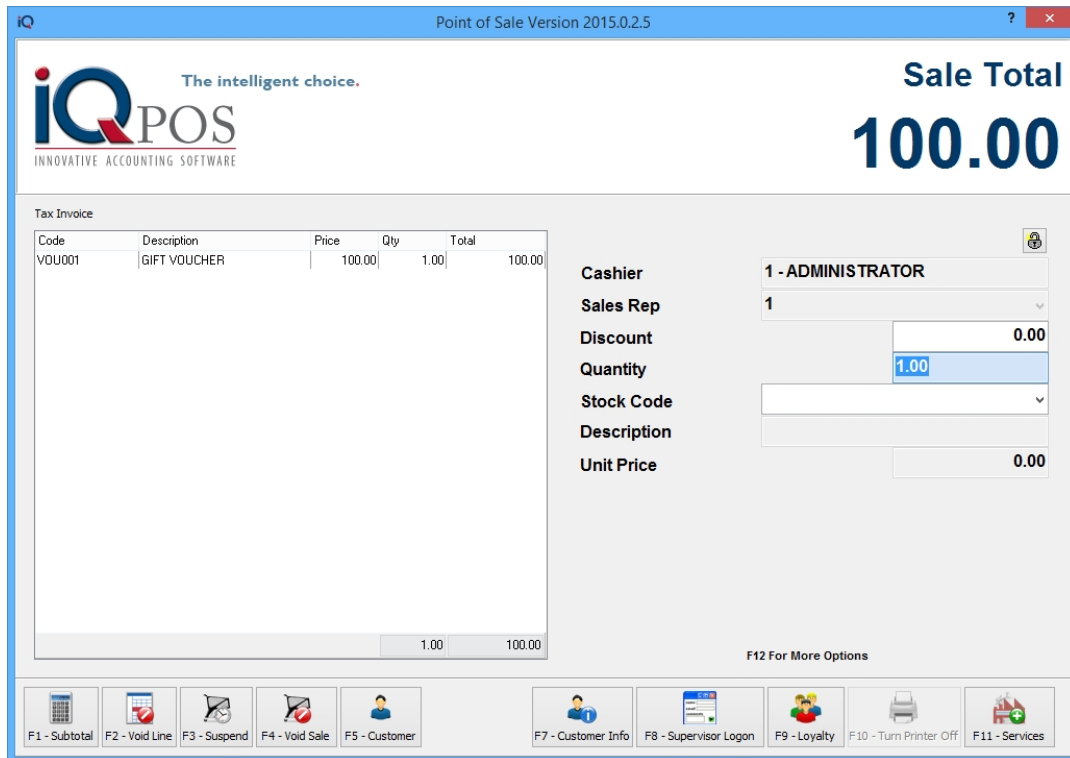 iQ Point of Sale Version 2015.0.2.5 ? ×
The intelligent choice.
iQPOS
INNOVATIVE ACCOUNTING SOFTWARE
Sale Total
100.00
Tax Invoice
Code Description Price Qty Total
VOU001 GIFT VOUCHER 100.00 1.00 100.00
1.00 100.00
Cashier 1 - ADMINISTRATOR
Sales Rep 1
Discount 0.00
Quantity 1.00
Stock Code
Description
Unit Price 0.00
F12 For More Options
F1 - Subtotal F2 - Void Line F3 - Suspend F4 - Void Sale F5 - Customer F7 - Customer Info F8 - Supervisor Logon F9 - Loyalty F10 - Turn Printer Off F11 - Services